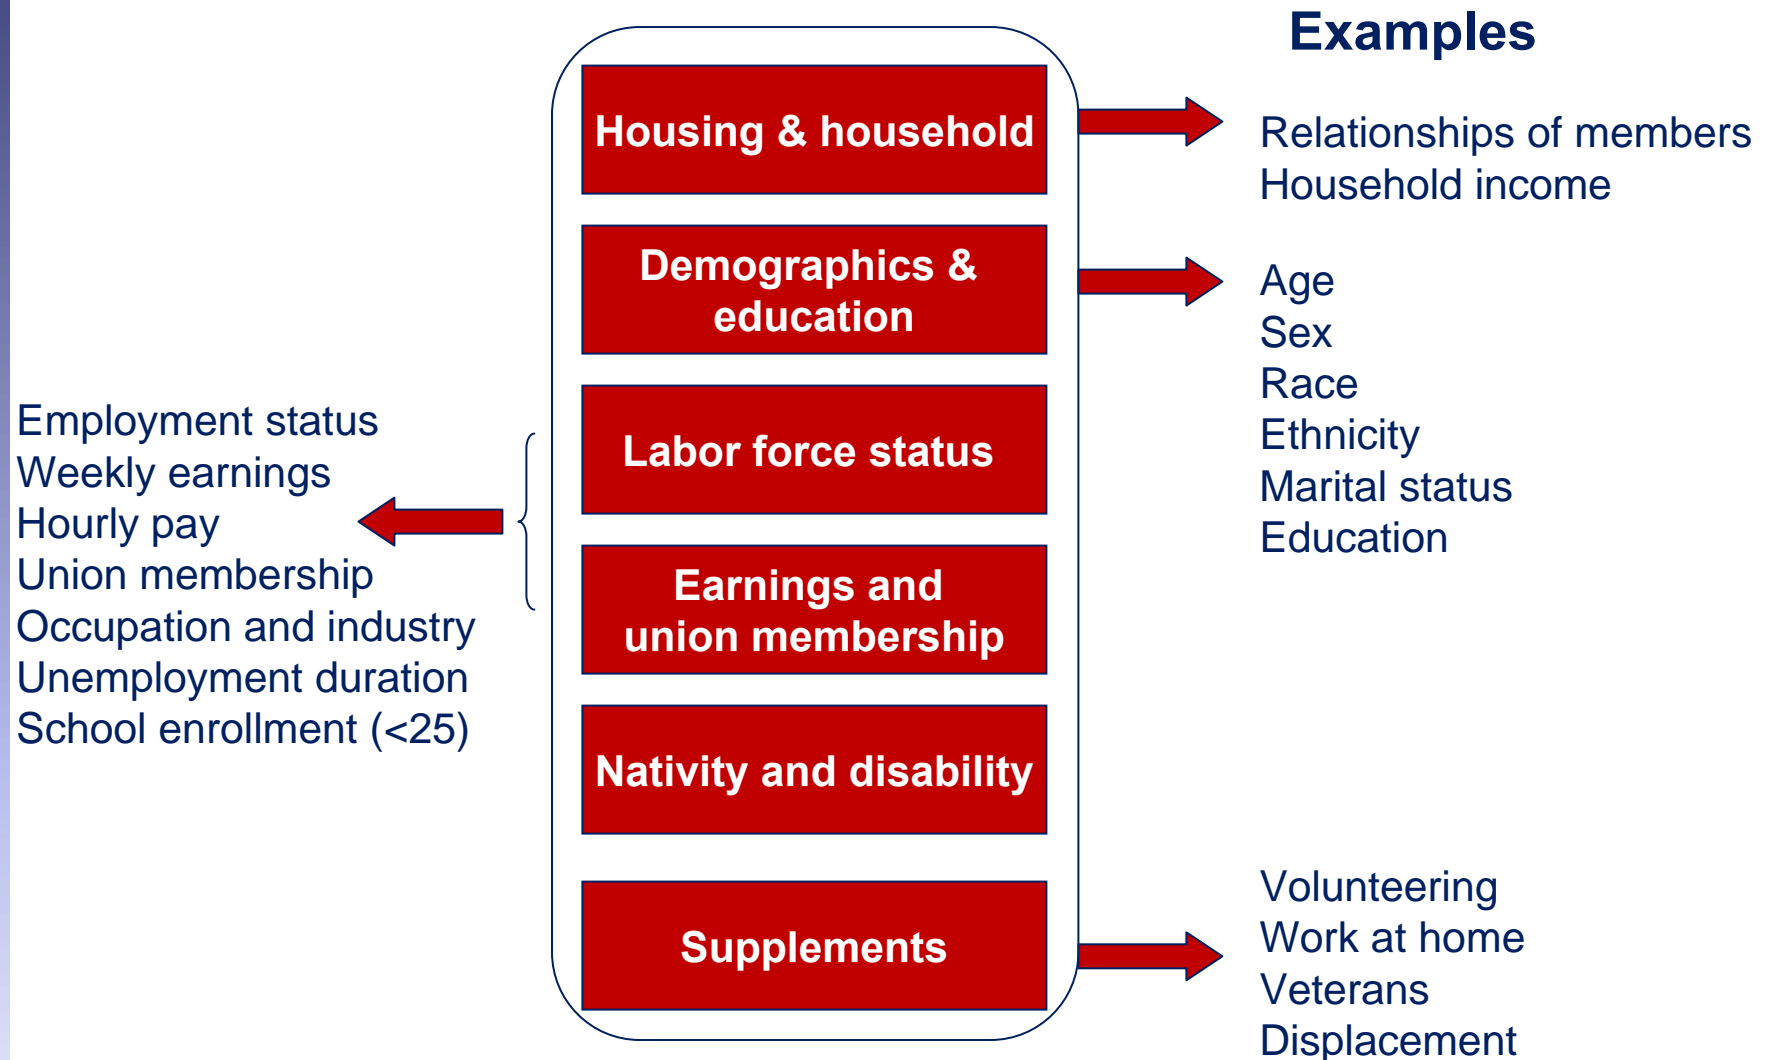 Examples
Housing & household
Relationships of members
Household income
Demographics &
education
Age
Sex
Race
Ethnicity
Marital status
Education
Employment status
Weekly earnings
Hourly pay
Union membership
Occupation and industry
Unemployment duration
School enrollment (<25)
Labor force status
Earnings and
union membership
Nativity and disability
Supplements
Volunteering
Work at home
Veterans
Displacement